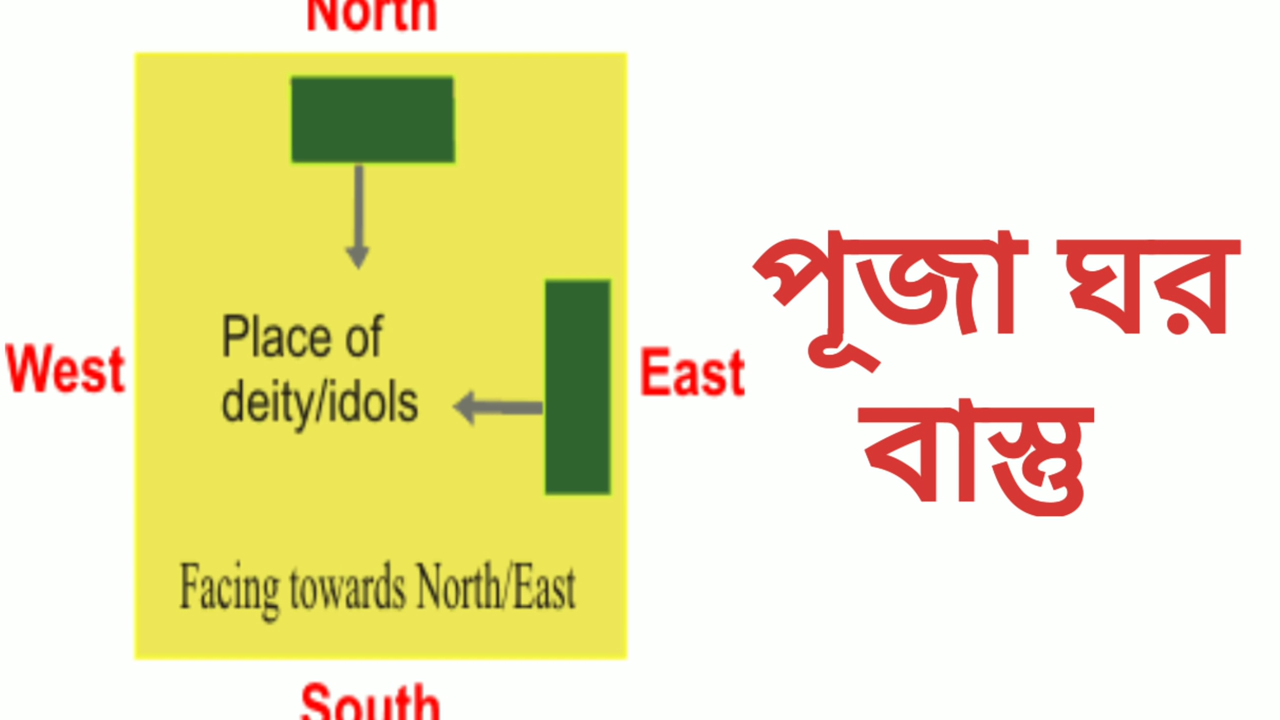 North
পূজা ঘর
বাস্তু
Place of
deity/idols
West
East
Facing towards North/East
South